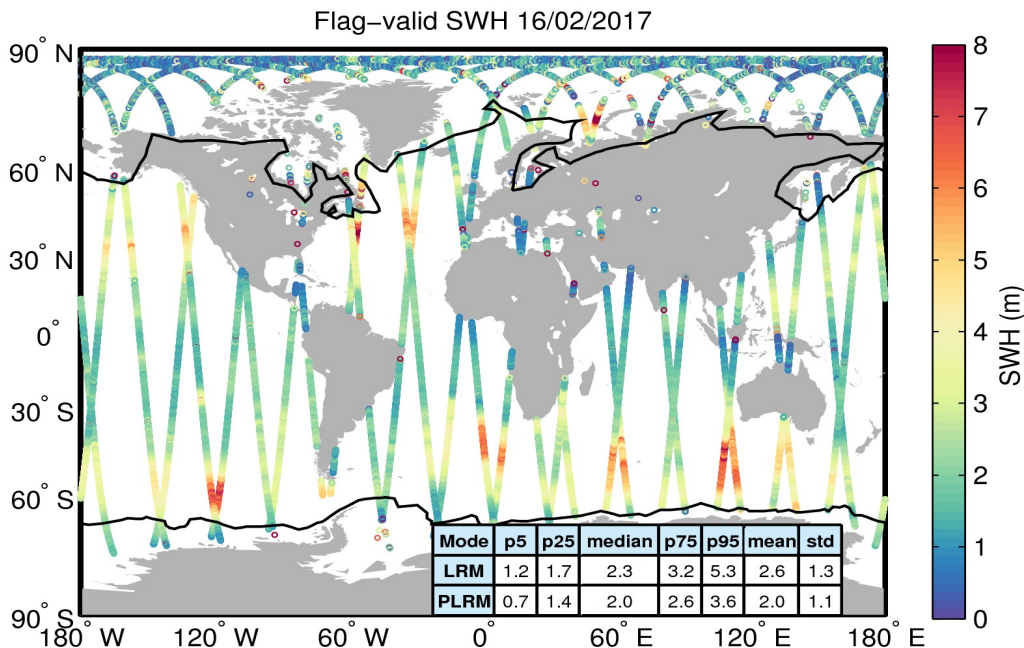 Flag-valid SWH 16/02/2017
90° N
60° N
30° N
0°
30° S
60° S
90° S
180° W 120° W 60° W 0° 60° E 120° E 180° E
Mode p5 p25 median p75 p95 mean std
LRM 1.2 1.7 2.3 3.2 5.3 2.6 1.3
PLRM 0.7 1.4 2.0 2.6 3.6 2.0 1.1
8
7
6
5
4
3
2
1
0
SWH (m)